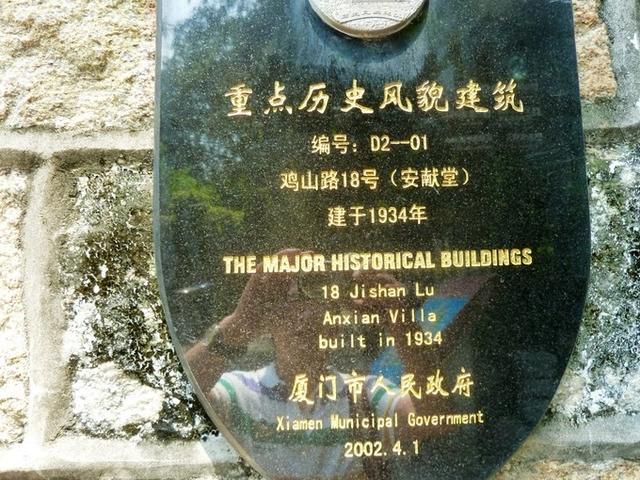 重点历史风貌建筑
编号：D2--01
鸡山路18号（安献堂）
建于1934年
THE MAJOR HISTORICAL BUILDINGS
18 Jishan Lu
Anxian Villa
built in 1934
厦门市人民政府
Xiamen Municipal Government
2002.4.1